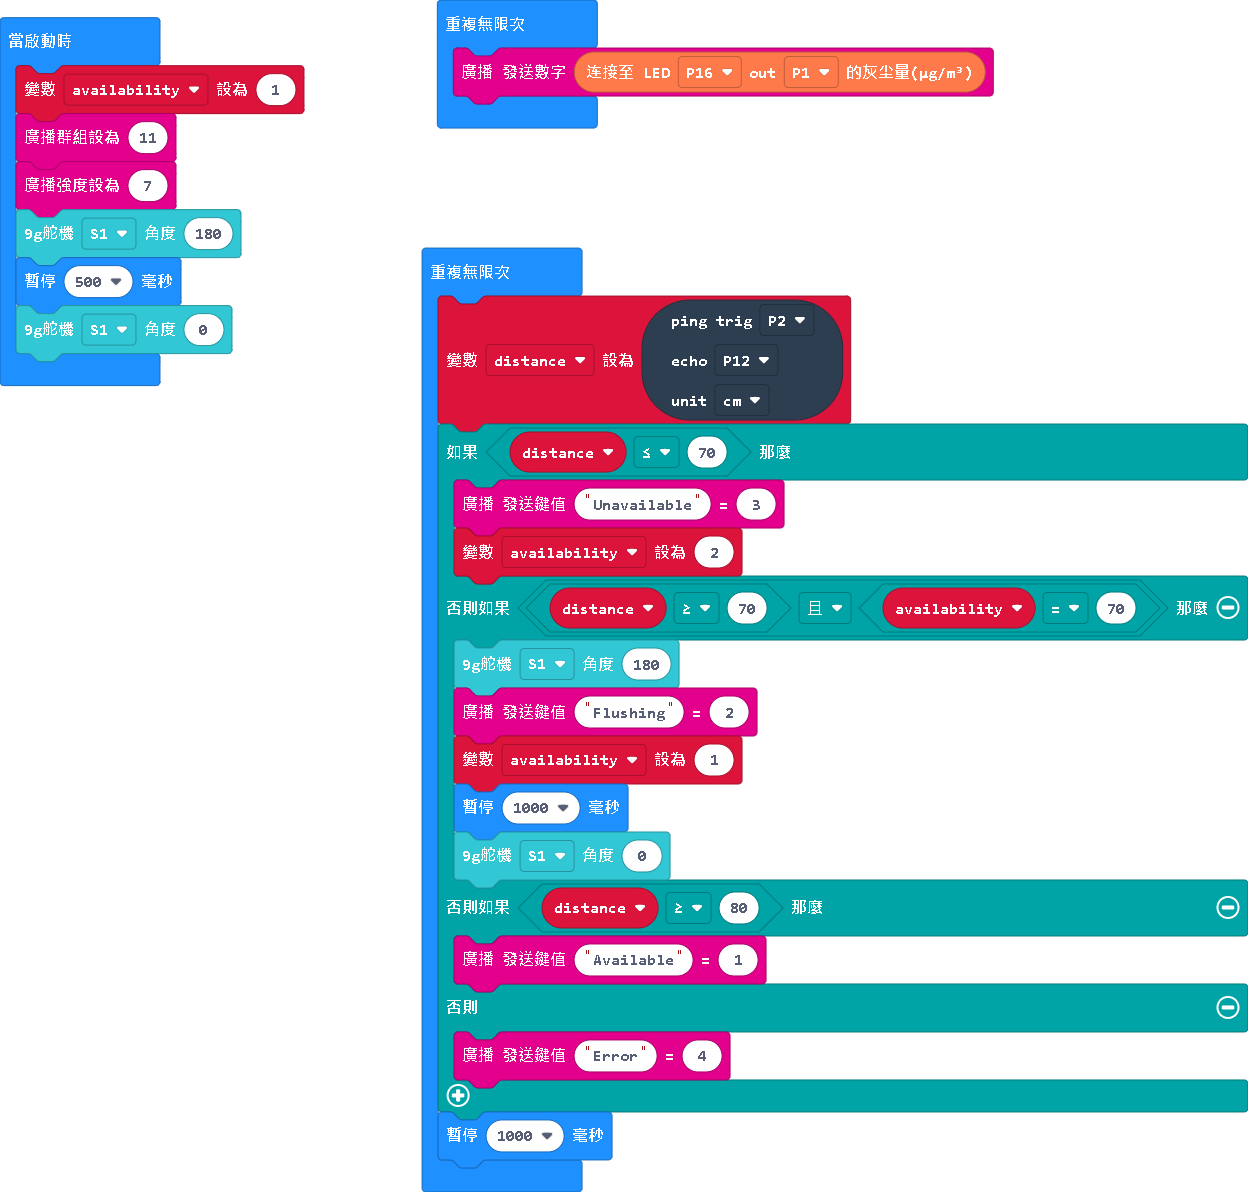 當啟動時
變數 availability 設為 1
廣播群組設為 11
廣播強度設為 7
9g舵機 S1 角度 180
暫停 500 毫秒
9g舵機 S1 角度 0
重複無限次
廣播 發送數字 连接至 LED P16 out P1 的灰尘量(μg/m³)
重複無限次
變數 distance 設為
ping trig P2
echo P12
unit cm
如果 distance ≤ 70 那麼
廣播 發送鍵值 "Unavailable" = 3
變數 availability 設為 2
否則如果 distance ≥ 70 且 availability = 70 那麼
9g舵機 S1 角度 180
廣播 發送鍵值 "Flushing" = 2
變數 availability 設為 1
暫停 1000 毫秒
9g舵機 S1 角度 0
否則如果 distance ≥ 80 那麼
廣播 發送鍵值 "Available" = 1
否則
廣播 發送鍵值 "Error" = 4
暫停 1000 毫秒